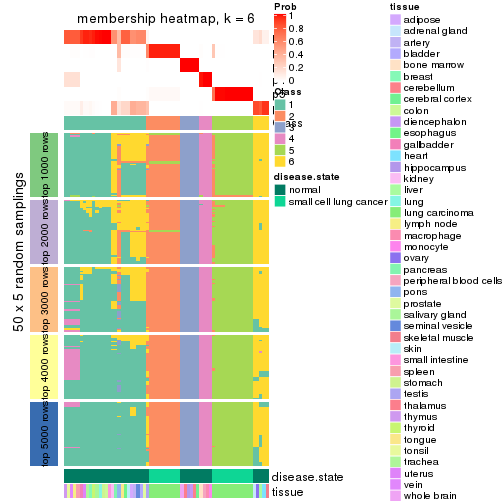 membership heatmap, k = 6
50 x 5 random samplings
top 1000 rows
top 2000 rows
top 3000 rows
top 4000 rows
top 5000 rows
disease.state
tissue
Prob
1
0.8
0.6
0.4
0.2
0
Class
1
2
3
4
5
6
disease.state
normal
small cell lung cancer
tissue
adipose
adrenal gland
artery
bladder
bone marrow
breast
cerebellum
cerebral cortex
colon
diencephalon
esophagus
gallbladder
heart
hippocampus
kidney
liver
lung
lung carcinoma
lymph node
macrophage
monocyte
ovary
pancreas
peripheral blood cells
pons
prostate
salivary gland
seminal vesicle
skeletal muscle
skin
small intestine
spleen
stomach
testis
thalamus
thymus
thyroid
tongue
tonsil
trachea
uterus
vein
whole brain